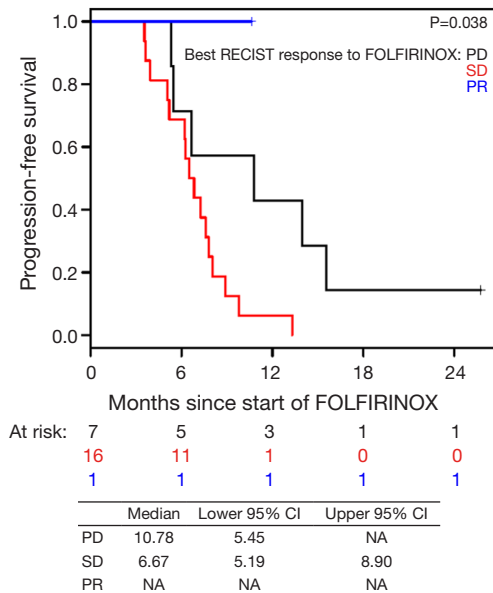 P=0.038
Best RECIST response to FOLFIRINOX: PD
SD
PR
1.0
0.8
0.6
0.4
0.2
0.0
Progression-free survival
0 6 12 18 24
Months since start of FOLFIRINOX
At risk: 7 5 3 1 1
16 11 1 0 0
1 1 1 1 1
Median Lower 95% CI Upper 95% CI
PD 10.78 5.45 NA
SD 6.67 5.19 8.90
PR NA NA NA